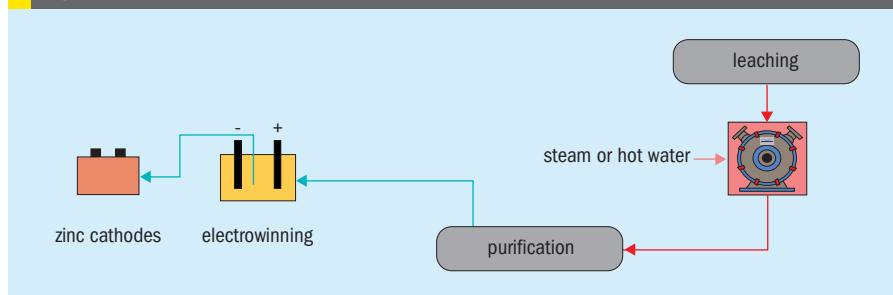 leaching
steam or hot water
- +
zinc cathodes
electrowinning
purification